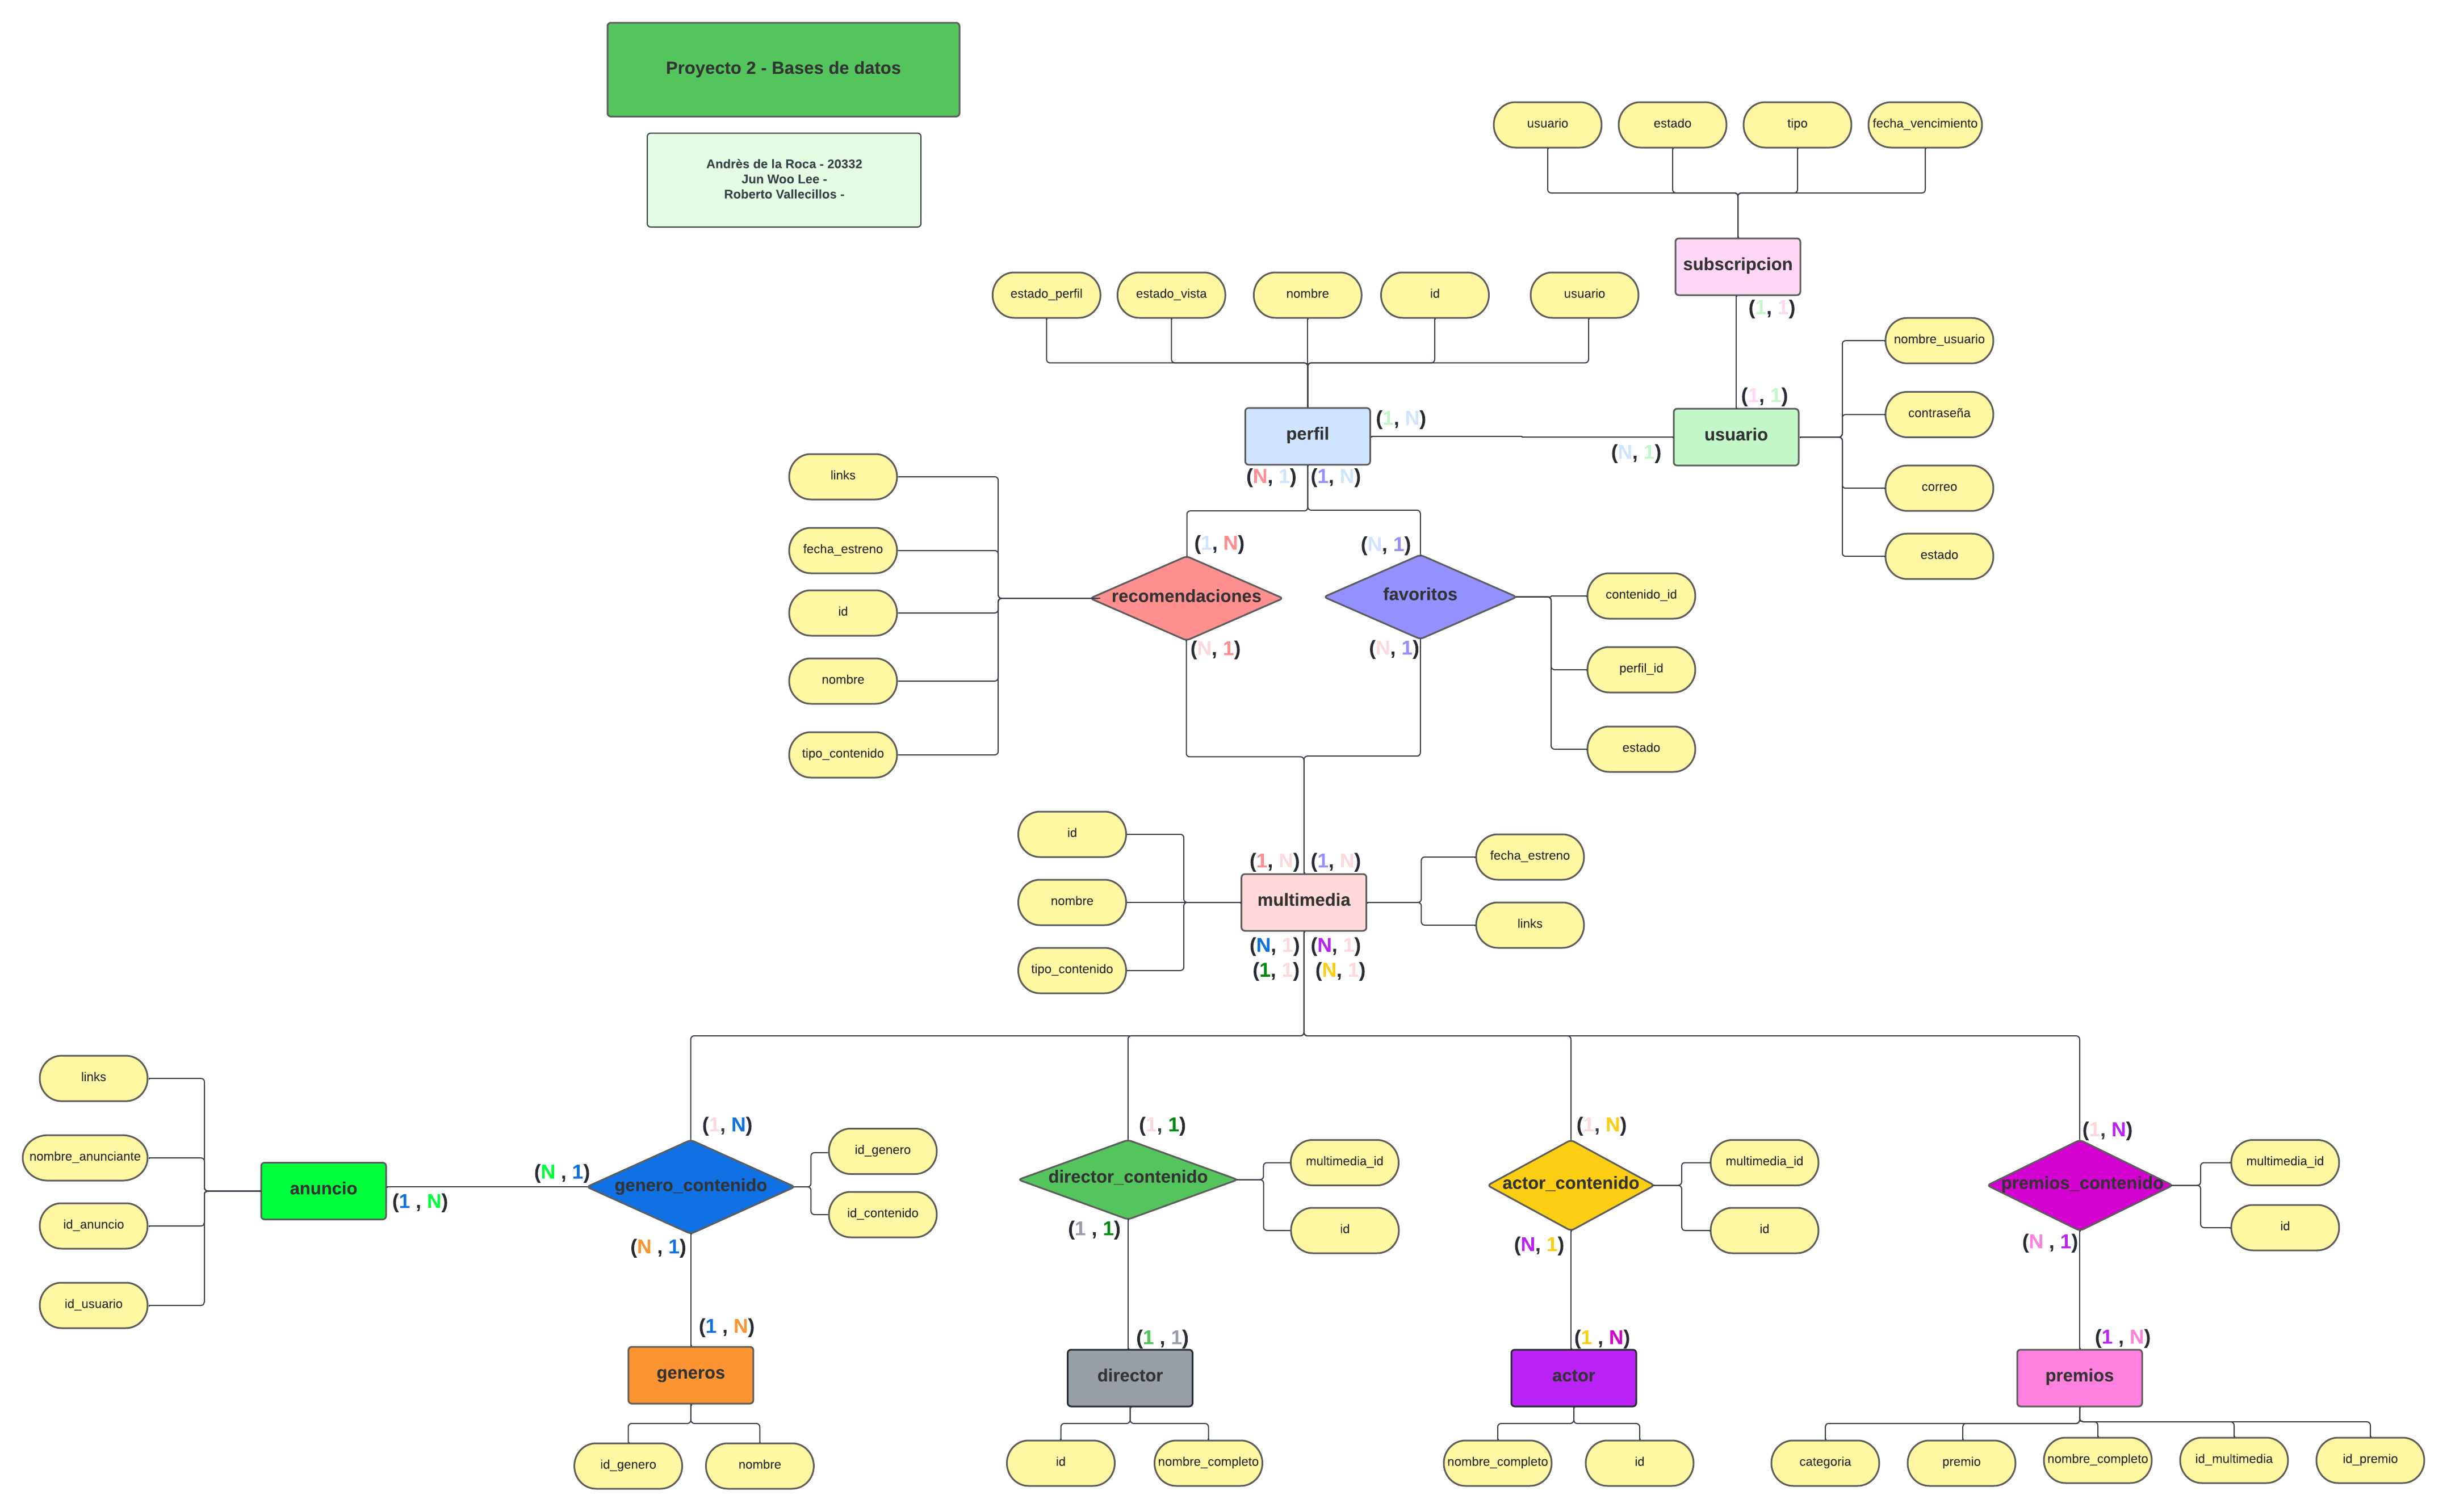 Proyecto 2 - Bases de datos
Andrès de la Roca - 20332
Jun Woo Lee -
Roberto Vallecillos -
usuario
estado
tipo
fecha_vencimiento
subscripcion
(1, 1)
estado_perfil
estado_vista
nombre
id
usuario
nombre_usuario
contraseña
correo
estado
(1, 1)
usuario
(N, 1)
perfil
(1, N)
(N, 1)
(1, N)
links
fecha_estreno
id
nombre
tipo_contenido
(1, N)
recomendaciones
(N, 1)
(N, 1)
favoritos
(N, 1)
contenido_id
perfil_id
estado
id
nombre
tipo_contenido
(1, N)
(1, N)
multimedia
(N, 1)
(N, 1)
(1, 1)
(N, 1)
fecha_estreno
links
links
nombre_anunciante
id_anuncio
id_usuario
anuncio
(1 , N)
(N , 1)
(1, N)
genero_contenido
(N , 1)
id_genero
id_contenido
(1, 1)
director_contenido
(1 , 1)
multimedia_id
id
(1, N)
actor_contenido
(N, 1)
multimedia_id
id
(1, N)
premios_contenido
(N , 1)
multimedia_id
id
(1 , N)
generos
id_genero
nombre
(1 , 1)
director
id
nombre_completo
(1 , N)
actor
nombre_completo
id
(1 , N)
premios
categoria
premio
nombre_completo
id_multimedia
id_premio